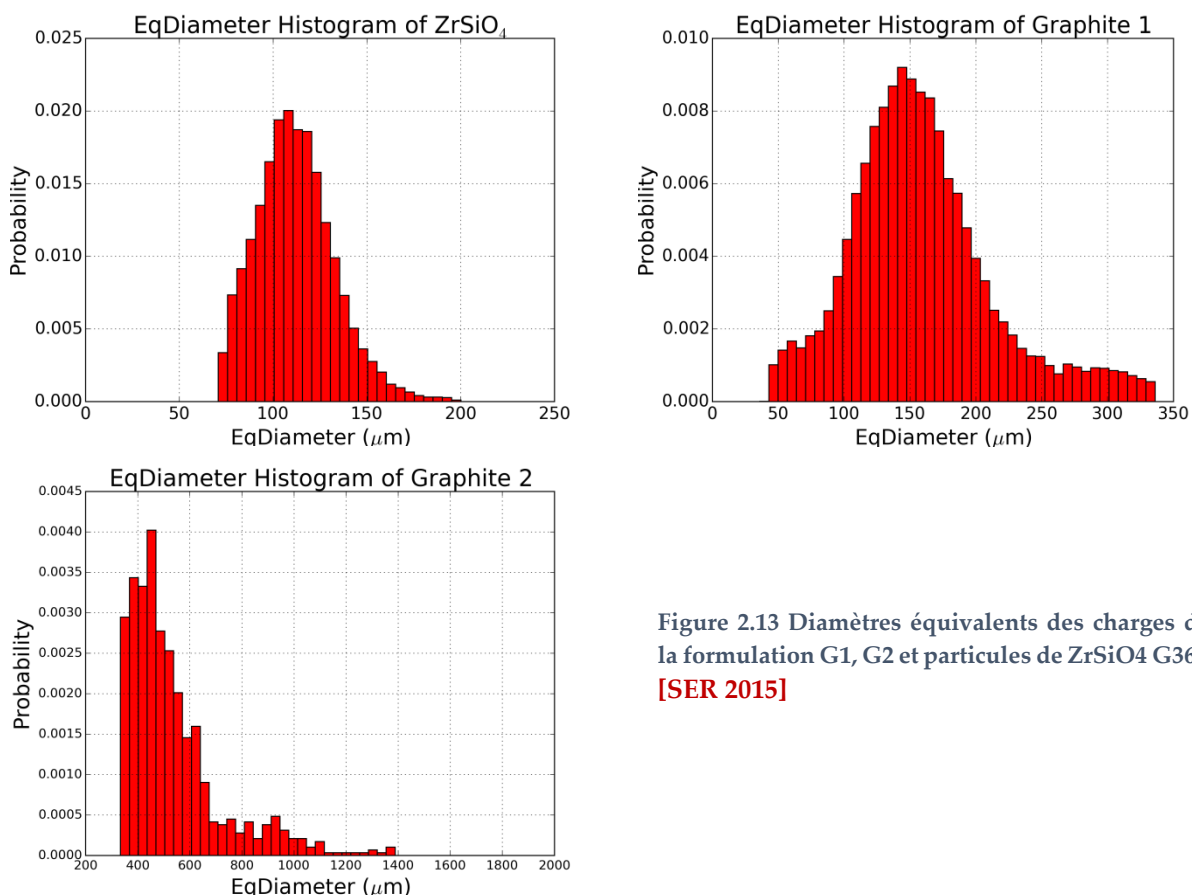 EqDiameter Histogram of ZrSiO4
0.025
0.020
0.015
0.010
0.005
0.000
Probability
0 50 100 150 200 250
EqDiameter (μm)
EqDiameter Histogram of Graphite 1
0.010
0.008
0.006
0.004
0.002
0.000
Probability
0 50 100 150 200 250 300 350
EqDiameter (μm)
EqDiameter Histogram of Graphite 2
0.0045
0.0040
0.0035
0.0030
0.0025
0.0020
0.0015
0.0010
0.0005
0.0000
Probability
200 400 600 800 1000 1200 1400 1600 1800 2000
EqDiameter (μm)
Figure 2.13 Diamètres équivalents des charges d
la formulation G1, G2 et particules de ZrSiO4 G36
[SER 2015]